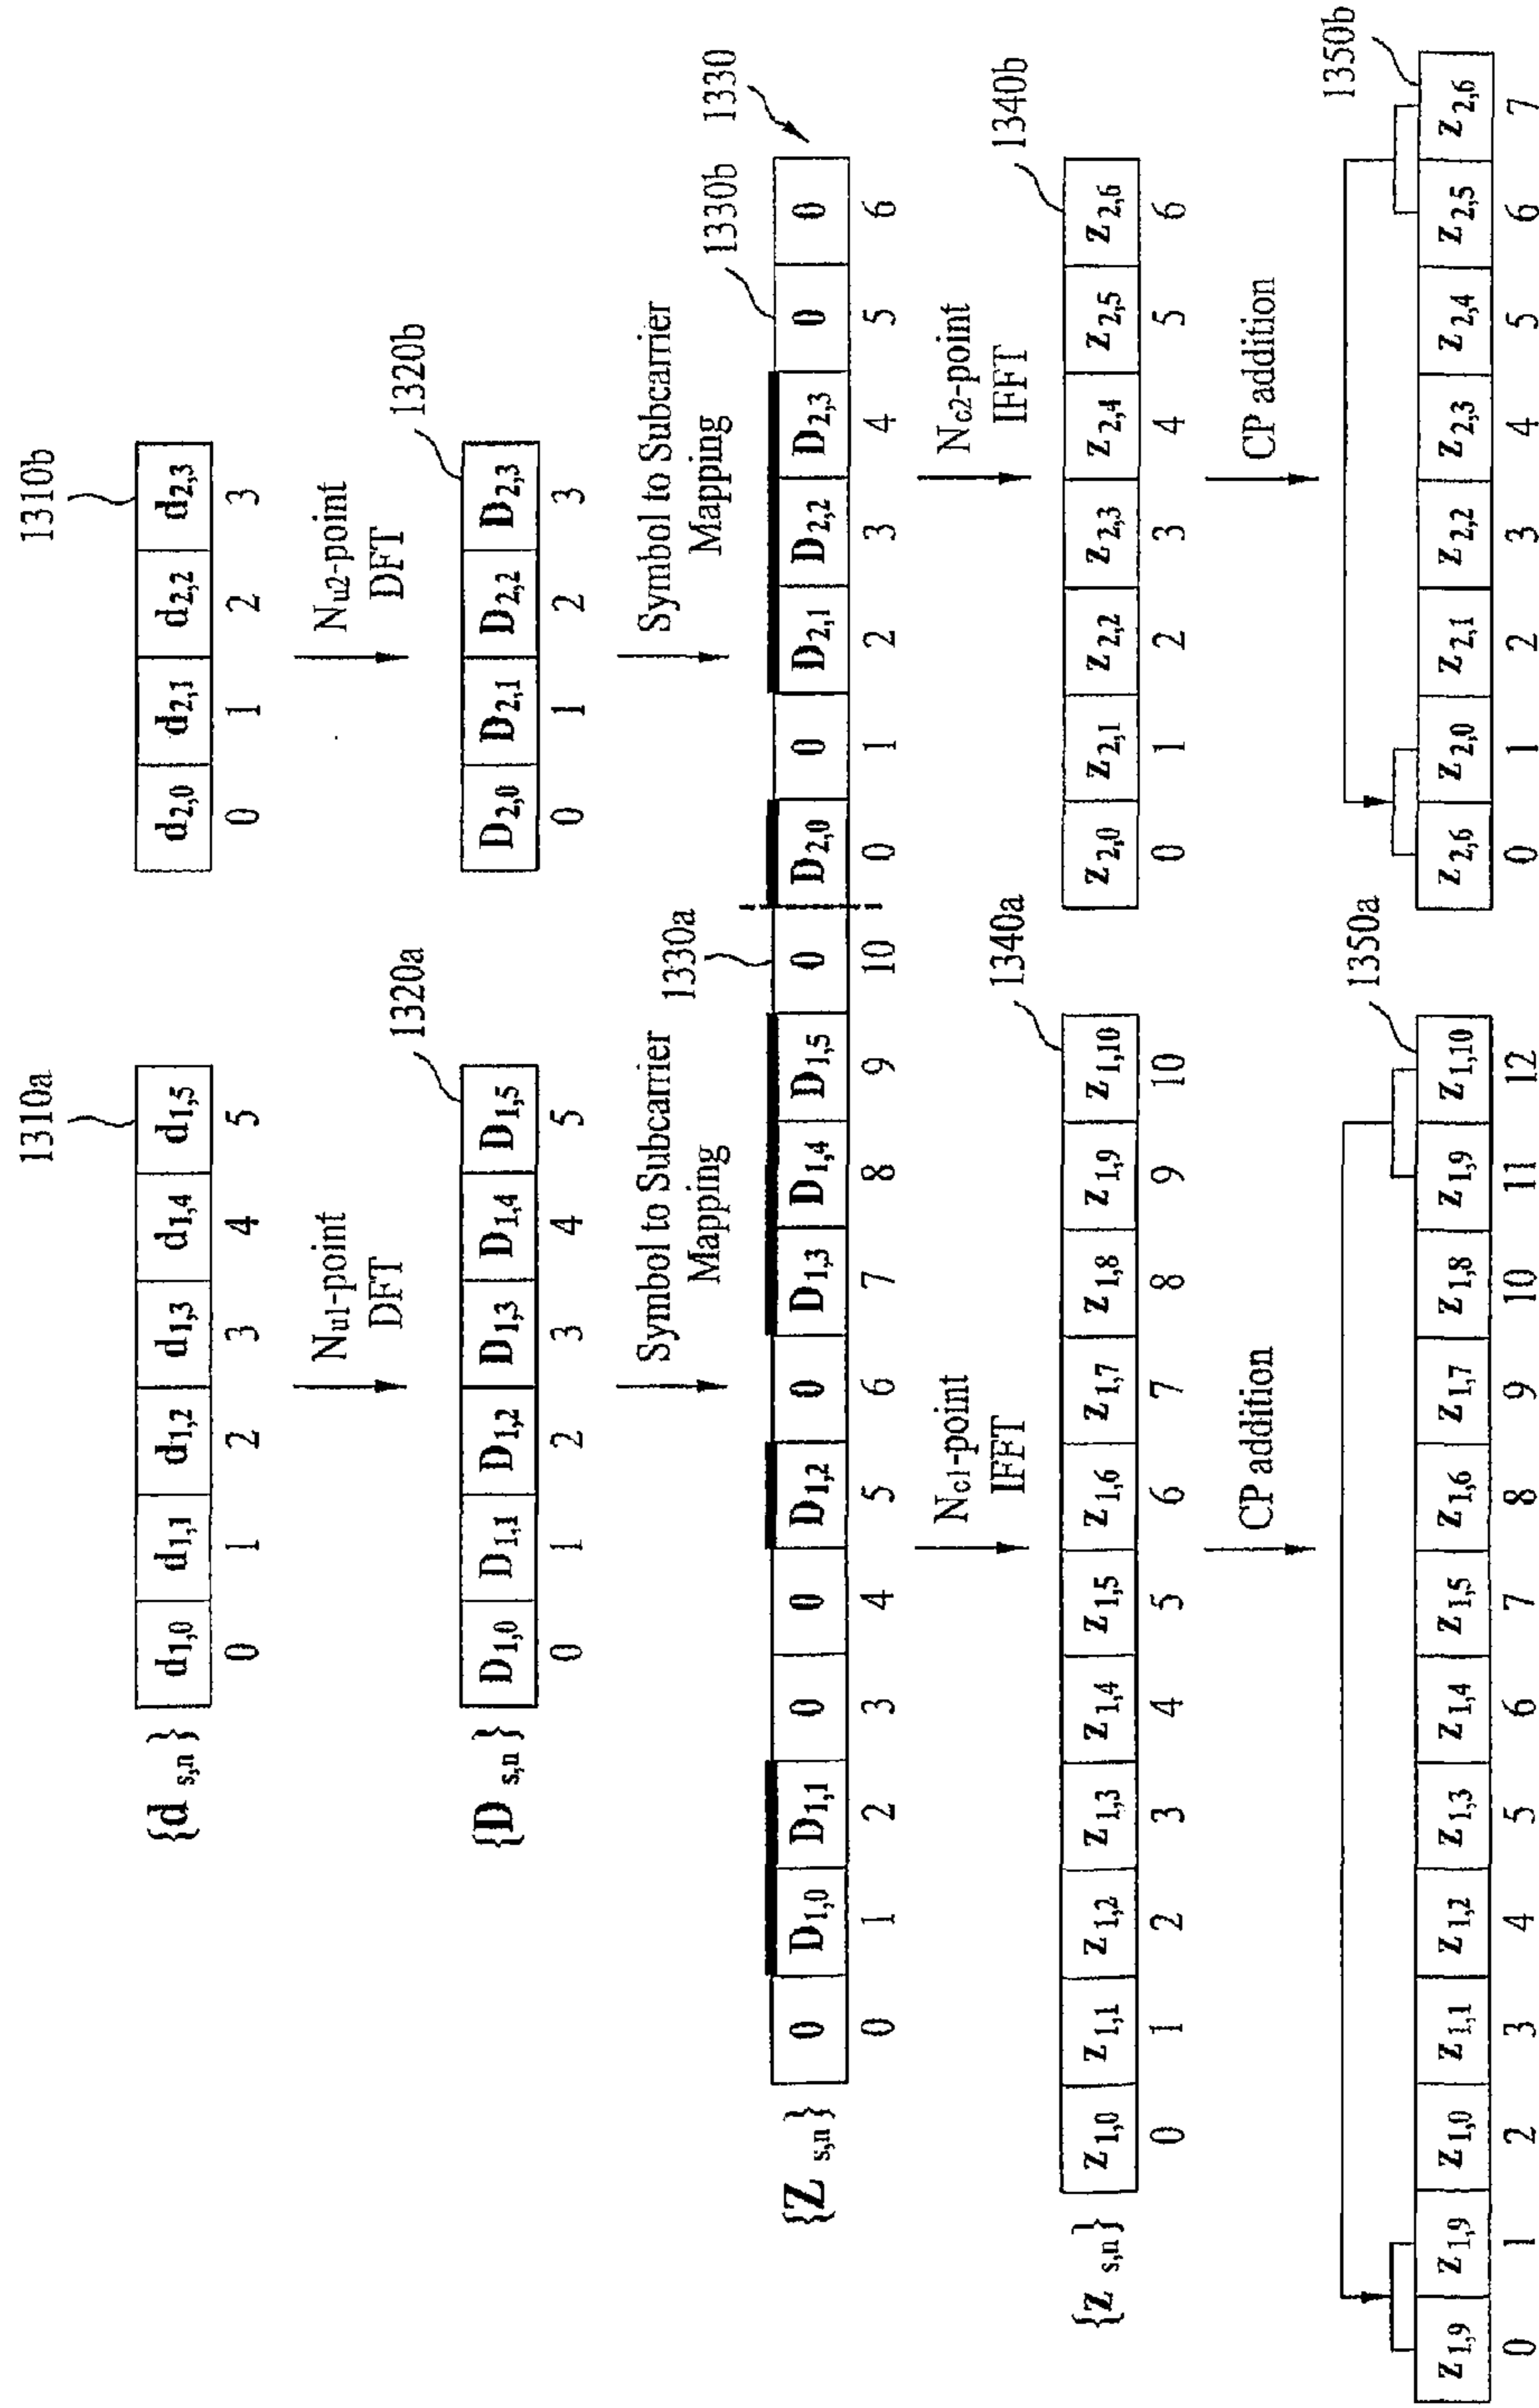 1310a
1310b
{d s,n} d1,0 d1,1 d1,2 d1,3 d1,4 d1,5 d2,0 d2,1 d2,2 d2,3
0 1 2 3 4 5 0 1 2 3
Nu1-point
DFT
Nu2-point
DFT
1320a
1320b
{D s,n} D1,0 D1,1 D1,2 D1,3 D1,4 D1,5 D2,0 D2,1 D2,2 D2,3
0 1 2 3 4 5 0 1 2 3
Symbol to Subcarrier
Mapping
Symbol to Subcarrier
Mapping
1330a
1330b
1330
{Z s,n} 0 D1,0 D1,1 0 0 D1,2 0 D1,3 D1,4 D1,5 0 D2,0 0 D2,1 D2,2 D2,3 0 0
0 1 2 3 4 5 6 7 8 9 10 0 1 2 3 4 5 6
Nc1-point
IFFT
Nc2-point
IFFT
1340a
1340b
{z s,n} z1,0 z1,1 z1,2 z1,3 z1,4 z1,5 z1,6 z1,7 z1,8 z1,9 z1,10 z2,0 z2,1 z2,2 z2,3 z2,4 z2,5 z2,6
0 1 2 3 4 5 6 7 8 9 10 0 1 2 3 4 5 6
CP addition
CP addition
1350a
1350b
z1,9 z1,9 z1,0 z1,1 z1,2 z1,3 z1,4 z1,5 z1,6 z1,7 z1,8 z1,9 z1,10 z2,6 z2,0 z2,1 z2,2 z2,3 z2,4 z2,5 z2,6
0 1 2 3 4 5 6 7 8 9 10 11 12 0 1 2 3 4 5 6 7